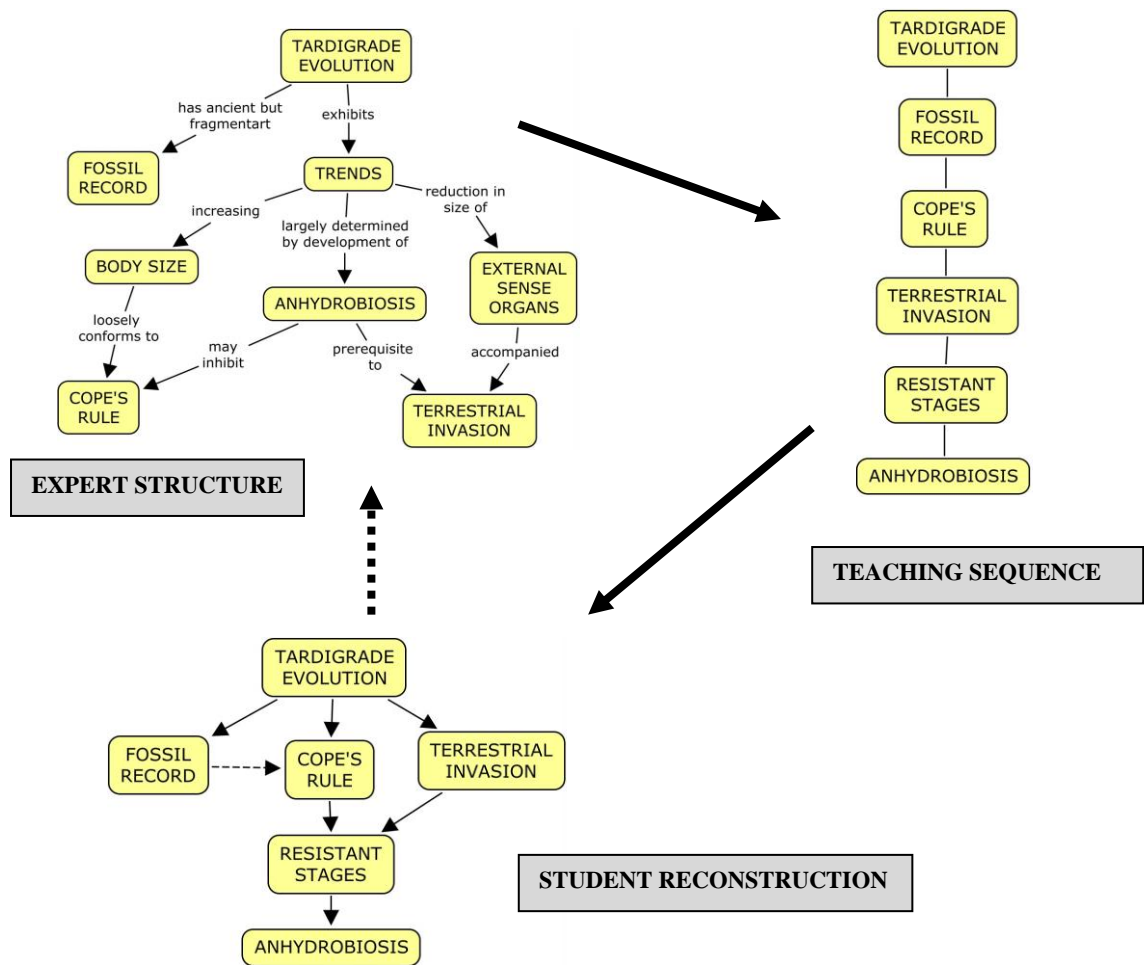 TARDIGRADE
EVOLUTION
has ancient but
fragmentart
exhibits
FOSSIL
RECORD
TRENDS
increasing
largely determined
by development of
reduction in
size of
BODY SIZE
ANHYDROBIOSIS
EXTERNAL
SENSE
ORGANS
loosely
conforms to
may
inhibit
prerequisite
to
accompanied
COPE'S
RULE
TERRESTRIAL
INVASION
EXPERT STRUCTURE
TARDIGRADE
EVOLUTION
FOSSIL
RECORD
COPE'S
RULE
TERRESTRIAL
INVASION
RESISTANT
STAGES
ANHYDROBIOSIS
TEACHING SEQUENCE
TARDIGRADE
EVOLUTION
FOSSIL
RECORD
COPE'S
RULE
TERRESTRIAL
INVASION
RESISTANT
STAGES
ANHYDROBIOSIS
STUDENT RECONSTRUCTION